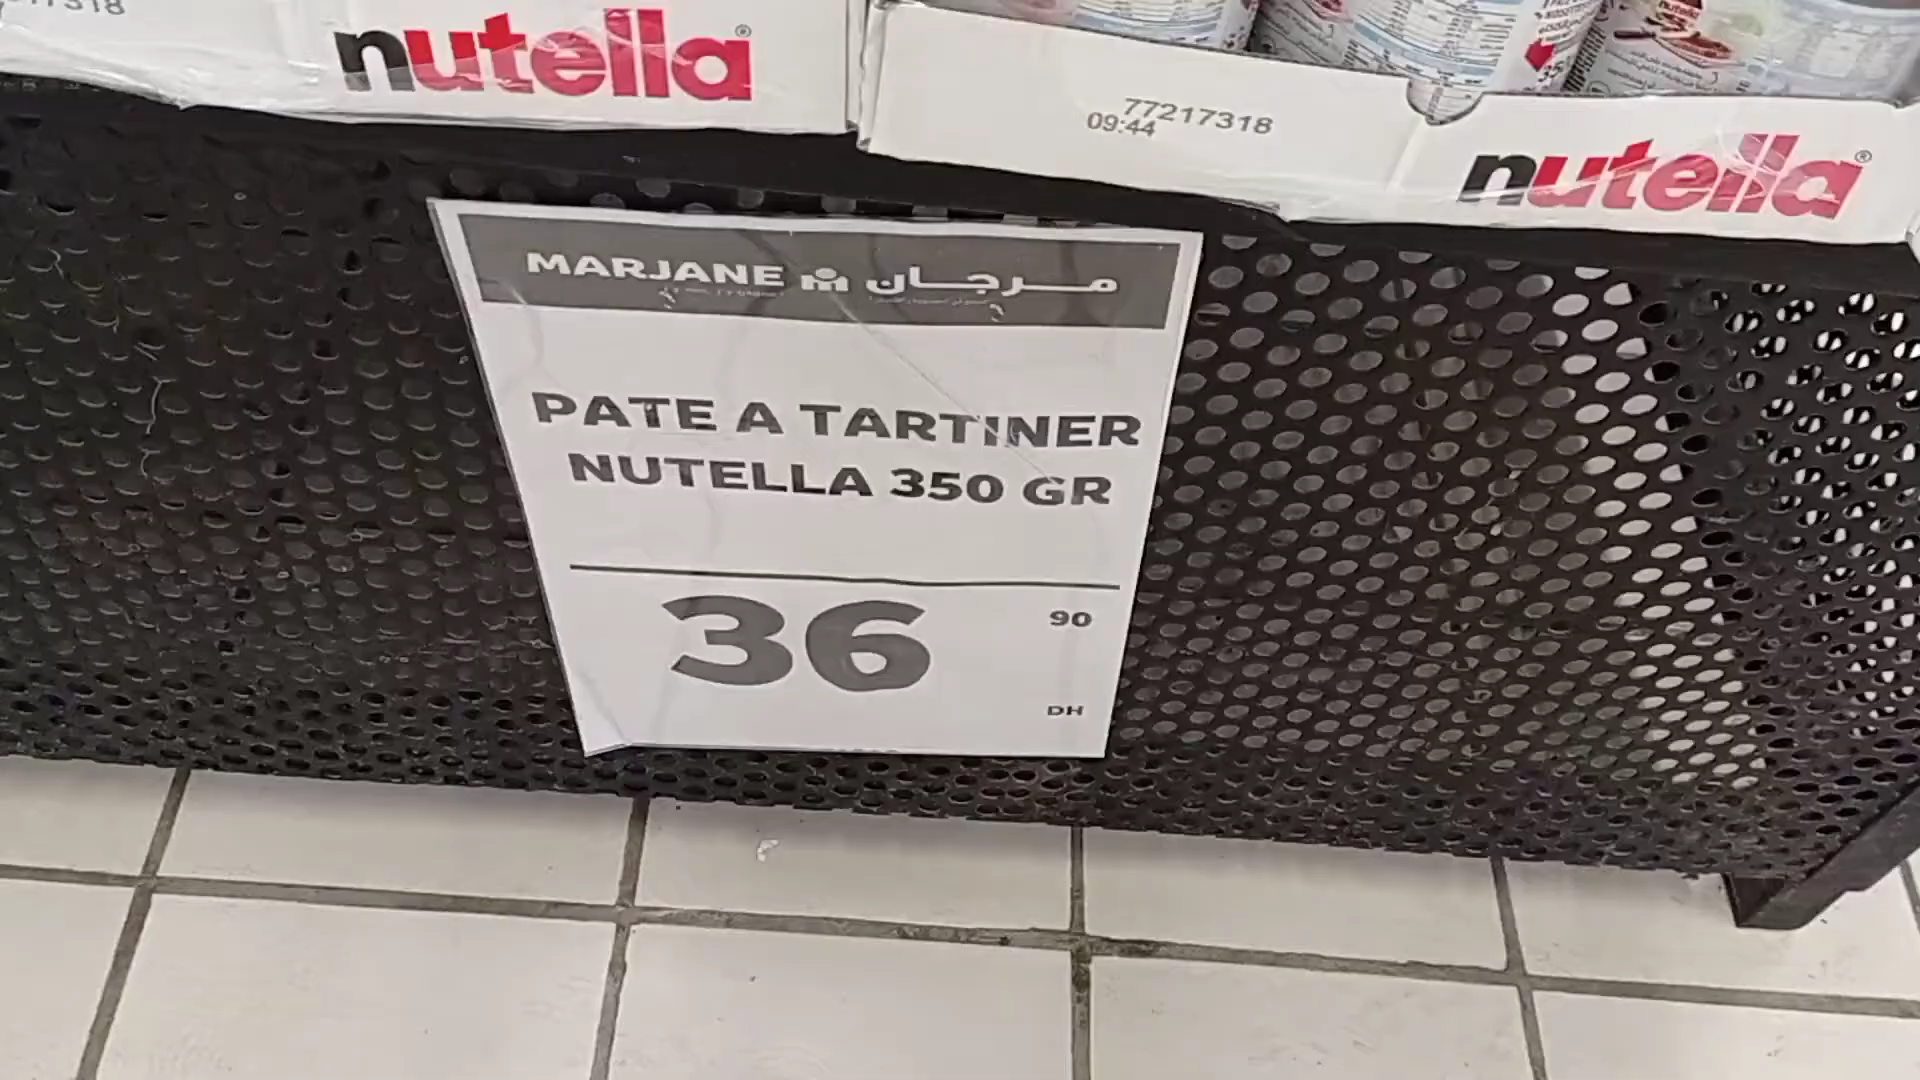 nutella
77217318
09:44
nutella
MARJANE مرجان
PATE A TARTINER
NUTELLA 350 GR
36 90
DH